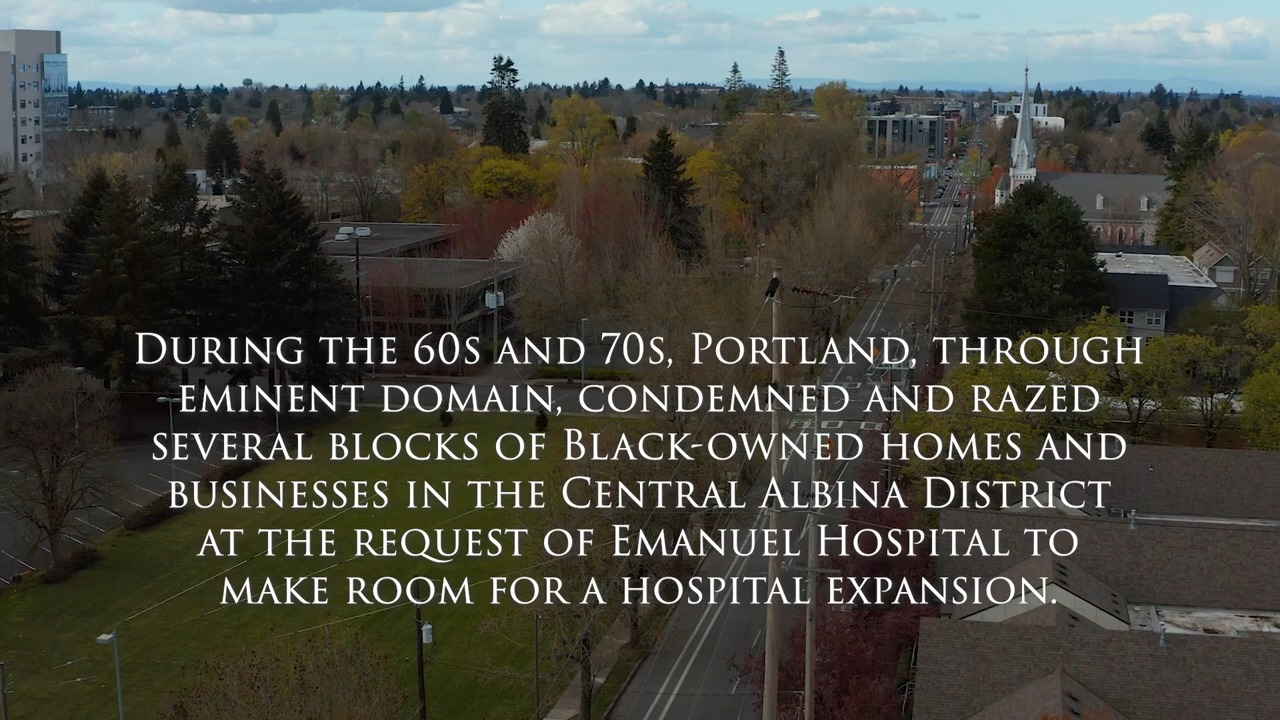 During the 60s and 70s, Portland, through
eminent domain, condemned and razed
several blocks of Black-owned homes and
businesses in the Central Albina District
at the request of Emanuel Hospital to
make room for a hospital expansion.